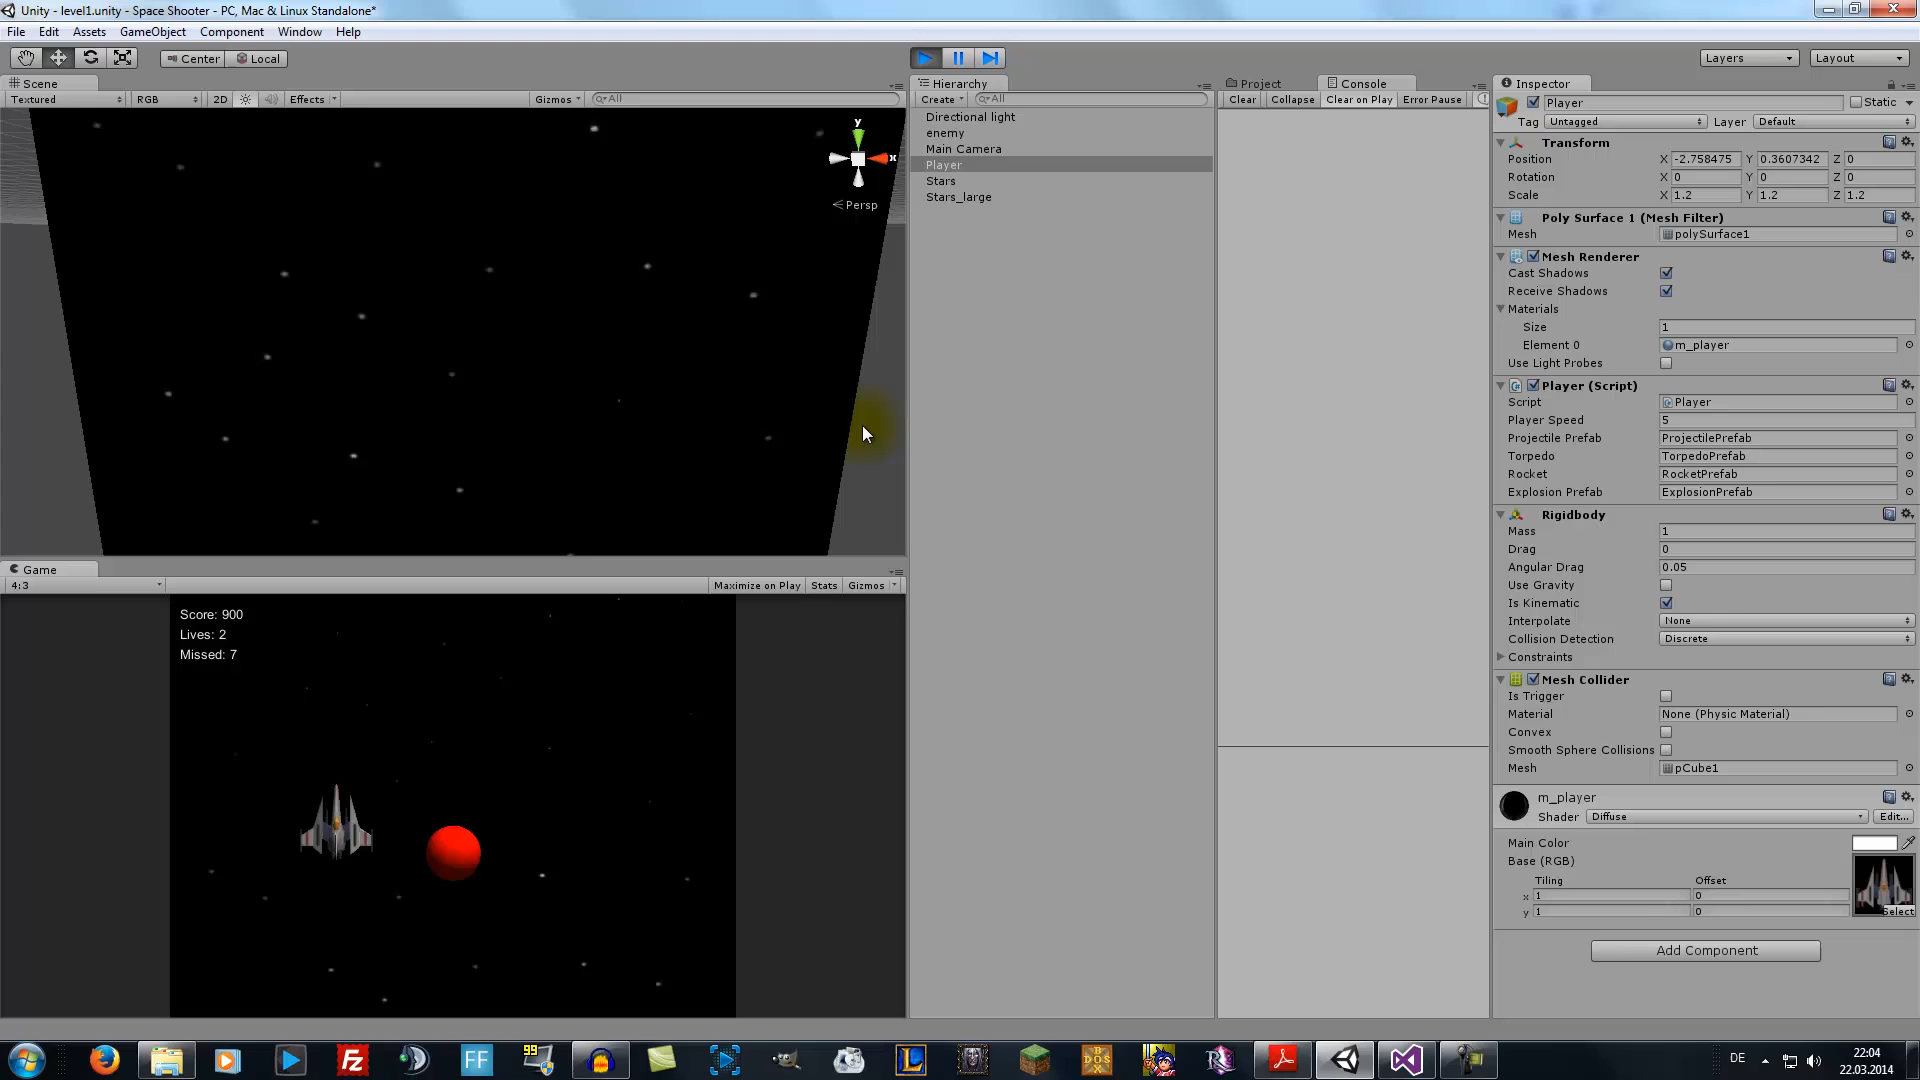 Unity - level1.unity - Space Shooter - PC, Mac & Linux Standalone*
File Edit Assets GameObject Component Window Help
Center Local
Layers Layout
Scene
Textured RGB 2D Effects Gizmos All
y
x
Persp
Game
4:3 Maximize on Play Stats Gizmos
Score: 900
Lives: 2
Missed: 7
Hierarchy
Create All
Directional light
enemy
Main Camera
Player
Stars
Stars_large
Project Console
Clear Collapse Clear on Play Error Pause
Inspector
Player Static
Tag Untagged Layer Default
Transform
Position X -2.758475 Y 0.3607342 Z 0
Rotation X 0 Y 0 Z 0
Scale X 1.2 Y 1.2 Z 1.2
Poly Surface 1 (Mesh Filter)
Mesh polySurface1
Mesh Renderer
Cast Shadows
Receive Shadows
Materials
Size 1
Element 0 m_player
Use Light Probes
Player (Script)
Script Player
Player Speed 5
Projectile Prefab ProjectilePrefab
Torpedo TorpedoPrefab
Rocket RocketPrefab
Explosion Prefab ExplosionPrefab
Rigidbody
Mass 1
Drag 0
Angular Drag 0.05
Use Gravity
Is Kinematic
Interpolate None
Collision Detection Discrete
Constraints
Mesh Collider
Is Trigger
Material None (Physic Material)
Convex
Smooth Sphere Collisions
Mesh pCube1
m_player
Shader Diffuse Edit...
Main Color
Base (RGB)
Tiling Offset
x 1 0
y 1 0
Select
Add Component
Fz FF 99 L DOS BOX R
DE 22:04
22.03.2014